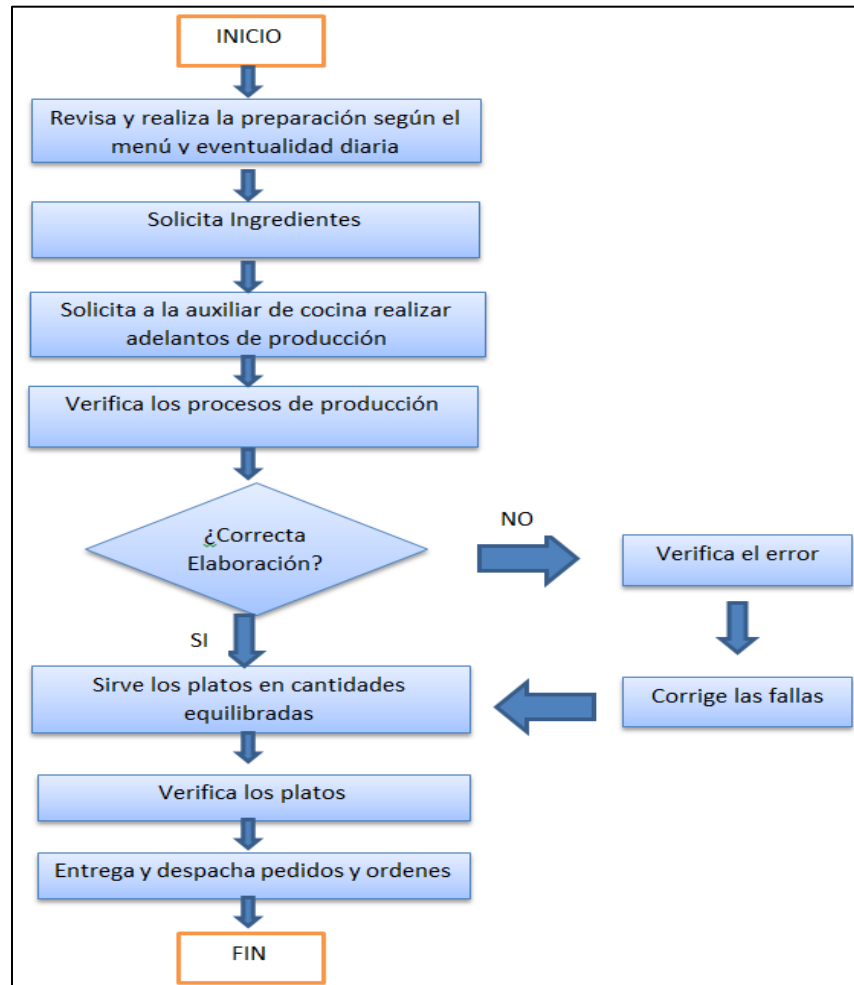 INICIO
Revisa y realiza la preparación según el
menú y eventualidad diaria
Solicita Ingredientes
Solicita a la auxiliar de cocina realizar
adelantos de producción
Verifica los procesos de producción
¿Correcta
Elaboración?
NO
Verifica el error
SI
Sirve los platos en cantidades
equilibradas
Corrige las fallas
Verifica los platos
Entrega y despacha pedidos y ordenes
FIN